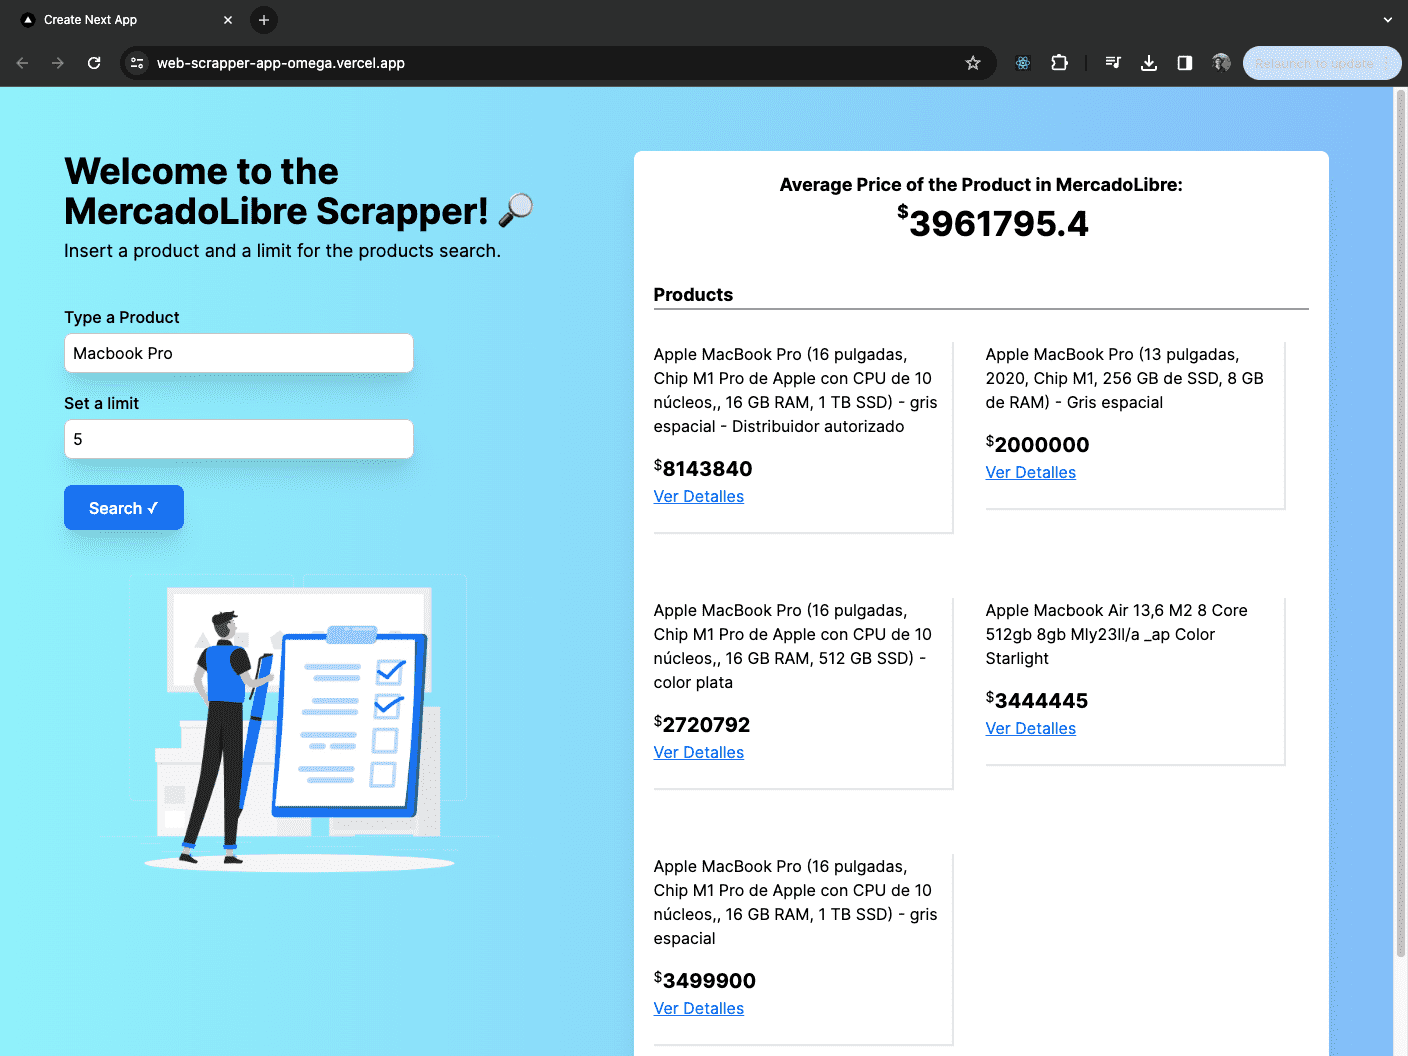 Create Next App
web-scrapper-app-omega.vercel.app
Relaunch to update
Welcome to the
MercadoLibre Scrapper!
Insert a product and a limit for the products search.
Type a Product
Macbook Pro
Set a limit
5
Search ✓
Average Price of the Product in MercadoLibre:
$3961795.4
Products
Apple MacBook Pro (16 pulgadas,
Chip M1 Pro de Apple con CPU de 10
núcleos,, 16 GB RAM, 1 TB SSD) - gris
espacial - Distribuidor autorizado
$8143840
Ver Detalles
Apple MacBook Pro (13 pulgadas,
2020, Chip M1, 256 GB de SSD, 8 GB
de RAM) - Gris espacial
$2000000
Ver Detalles
Apple MacBook Pro (16 pulgadas,
Chip M1 Pro de Apple con CPU de 10
núcleos,, 16 GB RAM, 512 GB SSD) -
color plata
$2720792
Ver Detalles
Apple Macbook Air 13,6 M2 8 Core
512gb 8gb Mly23ll/a _ap Color
Starlight
$3444445
Ver Detalles
Apple MacBook Pro (16 pulgadas,
Chip M1 Pro de Apple con CPU de 10
núcleos,, 16 GB RAM, 1 TB SSD) - gris
espacial
$3499900
Ver Detalles